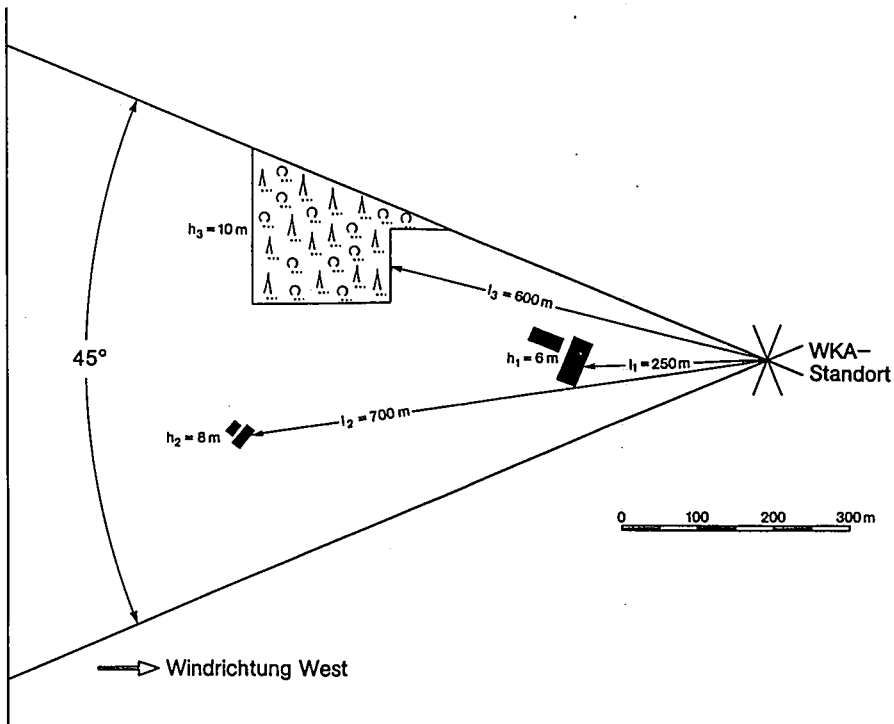 h₃ = 10 m
l₃ = 600 m
45°
h₁ = 6 m
l₁ = 250 m
WKA–
Standort
l₂ = 700 m
h₂ = 8 m
0 100 200 300 m
Windrichtung West